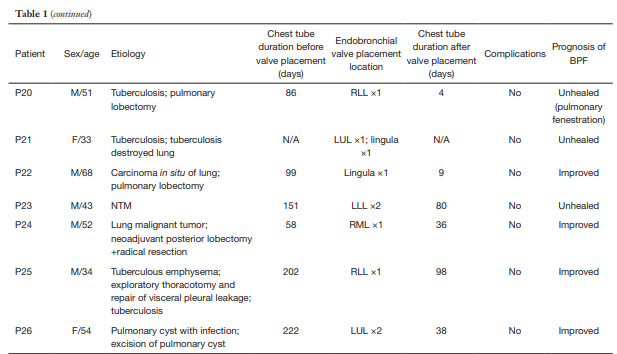 Table 1 (continued)
Patient Sex/age Etiology Chest tube duration before valve placement (days) Endobronchial valve placement location Chest tube duration after valve placement (days) Complications Prognosis of BPF
P20 M/51 Tuberculosis; pulmonary 86 RLL ×1 4 No Unhealed
lobectomy (pulmonary
fenestration)
P21 F/33 Tuberculosis; tuberculosis N/A LUL ×1; lingula N/A No Unhealed
destroyed lung ×1
P22 M/68 Carcinoma in situ of lung; 99 Lingula ×1 9 No Improved
pulmonary lobectomy
P23 M/43 NTM 151 LLL ×2 80 No Unhealed
P24 M/52 Lung malignant tumor; 58 RML ×1 36 No Improved
neoadjuvant posterior lobectomy
+radical resection
P25 M/34 Tuberculous emphysema; 202 RLL ×1 98 No Improved
exploratory thoracotomy and
repair of visceral pleural leakage;
tuberculosis
P26 F/54 Pulmonary cyst with infection; 222 LUL ×2 38 No Improved
excision of pulmonary cyst